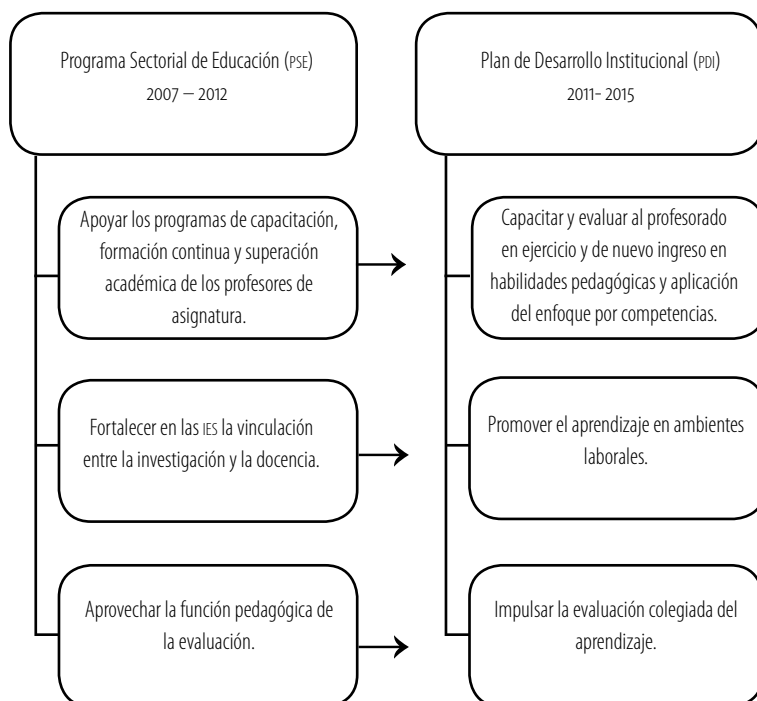 Programa Sectorial de Educación (PSE)
2007 – 2012
Plan de Desarrollo Institucional (PDI)
2011- 2015
Apoyar los programas de capacitación,
formación continua y superación
académica de los profesores de
asignatura.
Capacitar y evaluar al profesorado
en ejercicio y de nuevo ingreso en
habilidades pedagógicas y aplicación
del enfoque por competencias.
Fortalecer en las IES la vinculación
entre la investigación y la docencia.
Promover el aprendizaje en ambientes
laborales.
Aprovechar la función pedagógica de
la evaluación.
Impulsar la evaluación colegiada del
aprendizaje.